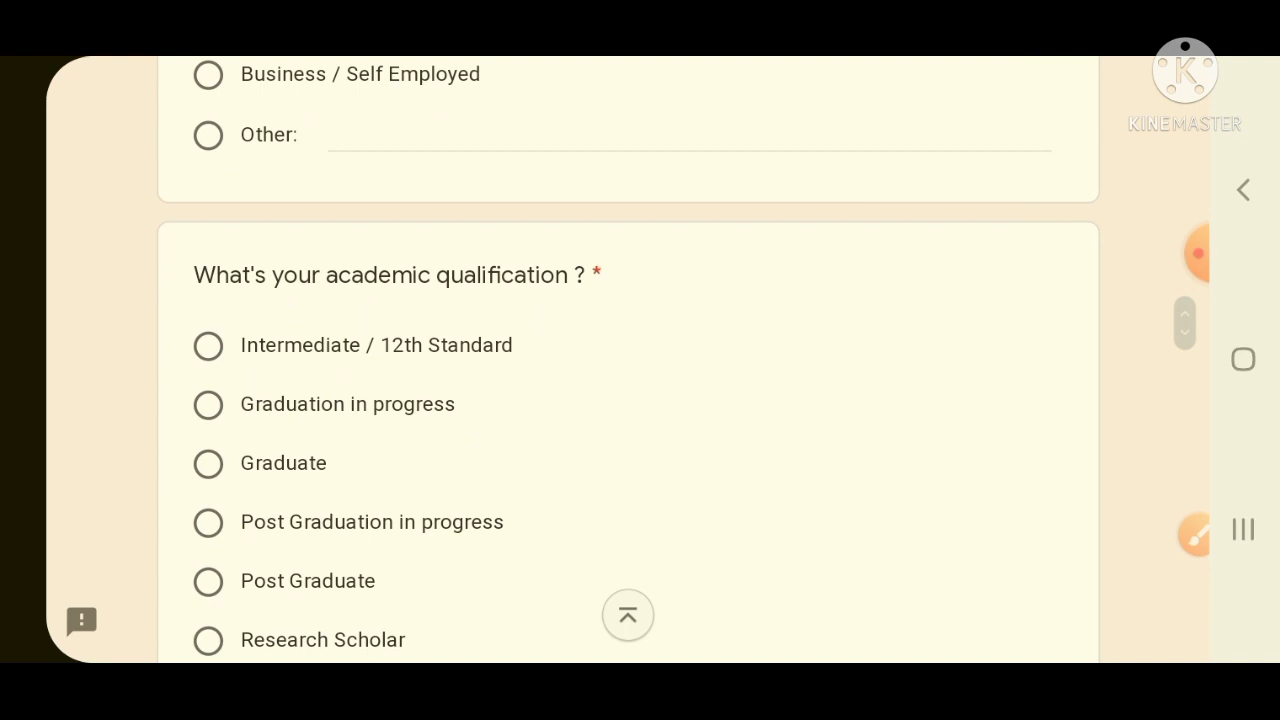 Business / Self Employed
Other:
KINEMASTER
What's your academic qualification ? *
Intermediate / 12th Standard
Graduation in progress
Graduate
Post Graduation in progress
Post Graduate
Research Scholar